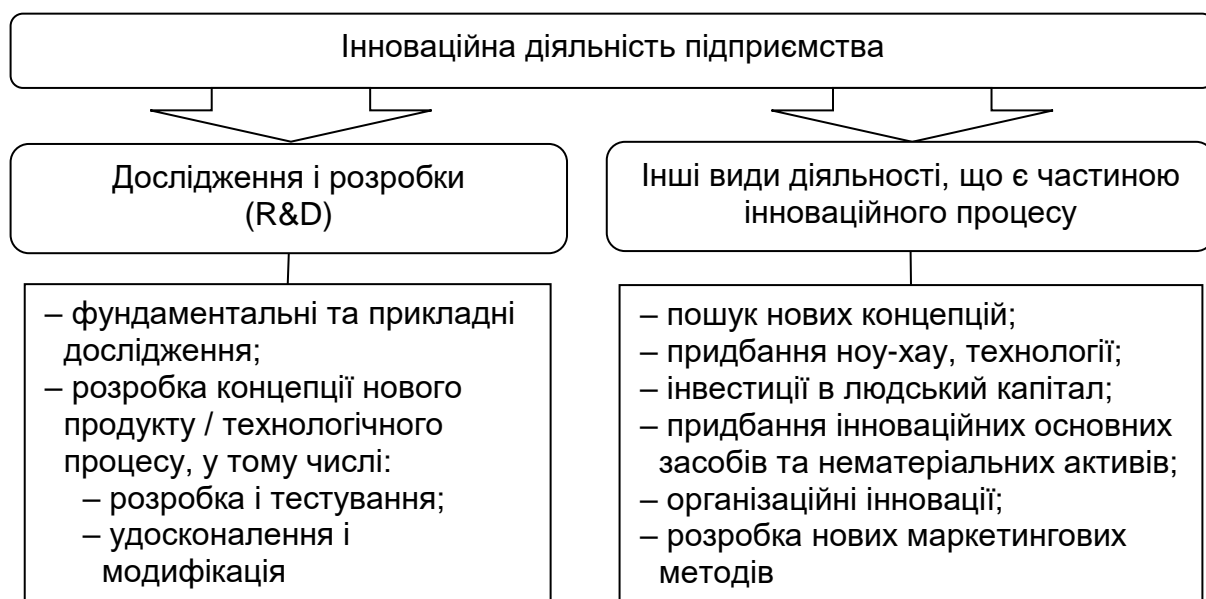 Інноваційна діяльність підприємства
Дослідження і розробки
(R&D)
– фундаментальні та прикладні
дослідження;
– розробка концепції нового
продукту / технологічного
процесу, у тому числі:
– розробка і тестування;
– удосконалення і
модифікація
Інші види діяльності, що є частиною
інноваційного процесу
– пошук нових концепцій;
– придбання ноу-хау, технології;
– інвестиції в людський капітал;
– придбання інноваційних основних
засобів та нематеріальних активів;
– організаційні інновації;
– розробка нових маркетингових
методів